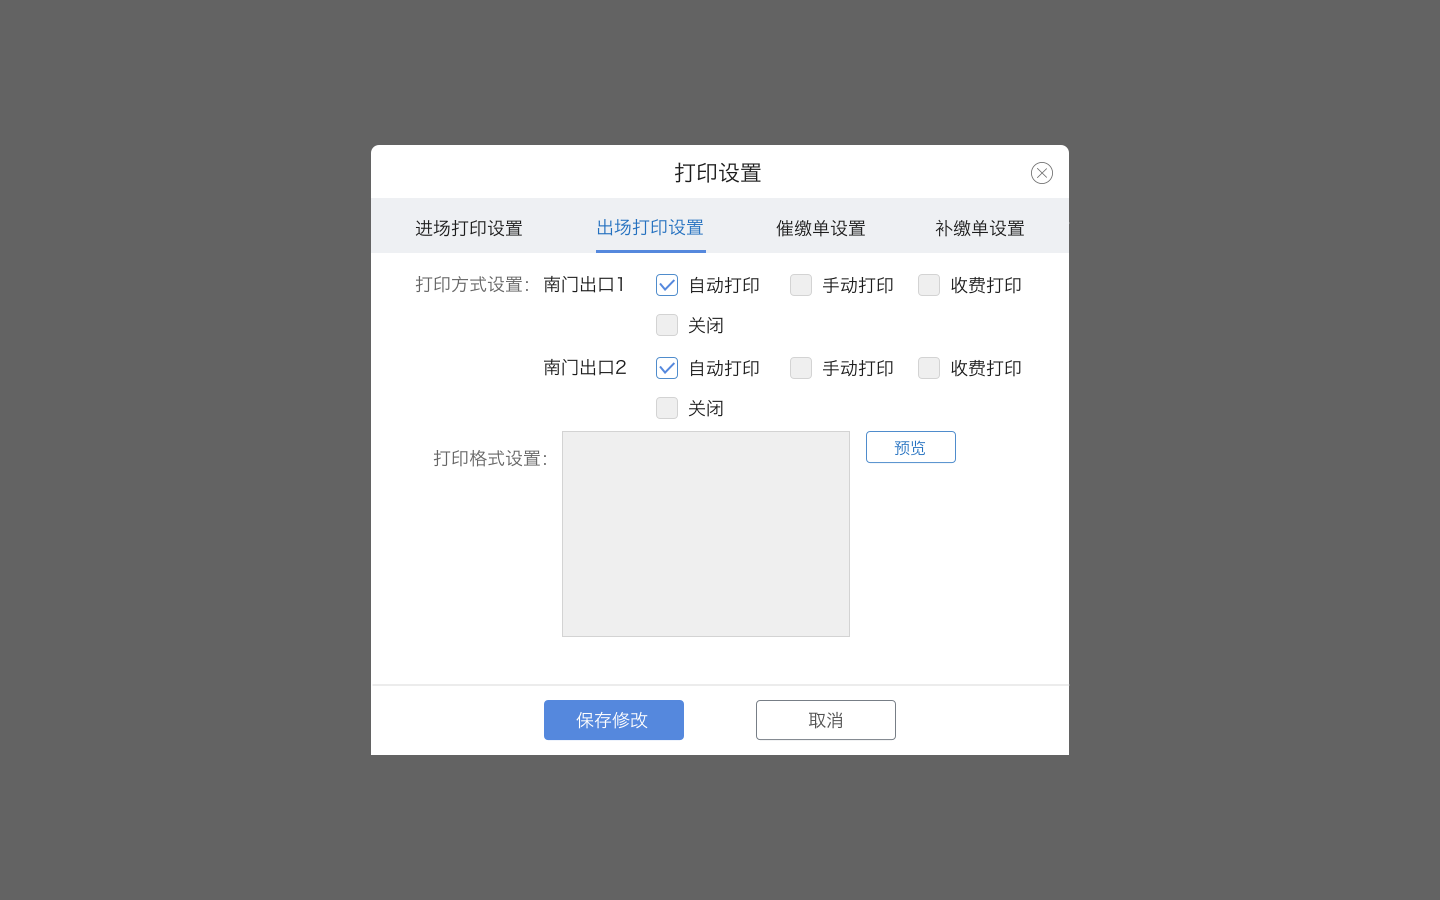 打印设置
进场打印设置 出场打印设置 催缴单设置 补缴单设置
打印方式设置： 南门出口1 自动打印 手动打印 收费打印
关闭
南门出口2 自动打印 手动打印 收费打印
关闭
打印格式设置： 预览
保存修改 取消